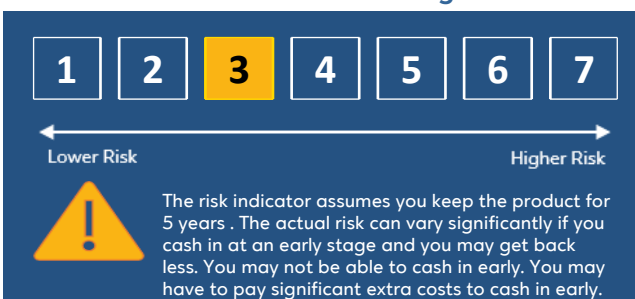 1 2 3 4 5 6 7
Lower Risk Higher Risk
!
The risk indicator assumes you keep the product for
5 years . The actual risk can vary significantly if you
cash in at an early stage and you may get back
less. You may not be able to cash in early. You may
have to pay significant extra costs to cash in early.